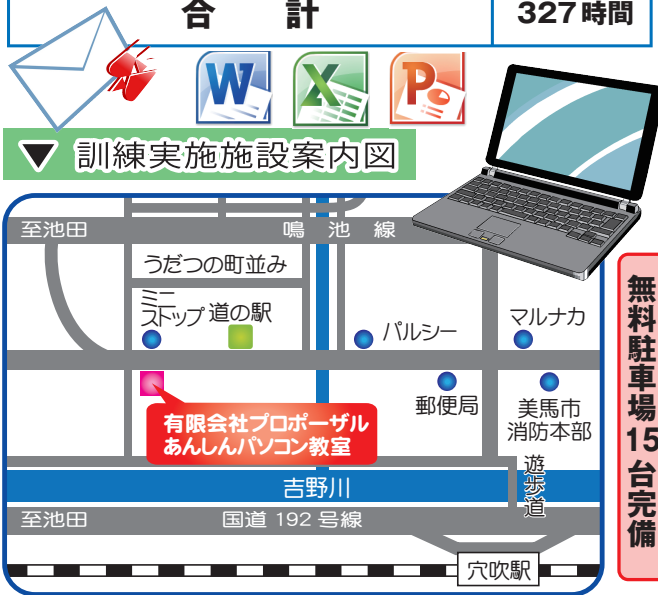 合計
327時間
W
X
P
▼ 訓練実施施設案内図
至池田
鳴池線
うだつの町並み
ミニ
ストップ
道の駅
パルシー
マルナカ
郵便局
美馬市
消防本部
有限会社プロポーザル
あんしんパソコン教室
遊歩道
吉野川
至池田
国道192号線
穴吹駅
無料駐車場15台完備